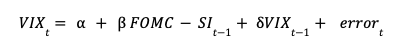 VIX_t = α + β FOMC − SI_{t−1} + δVIX_{t−1} + error_t